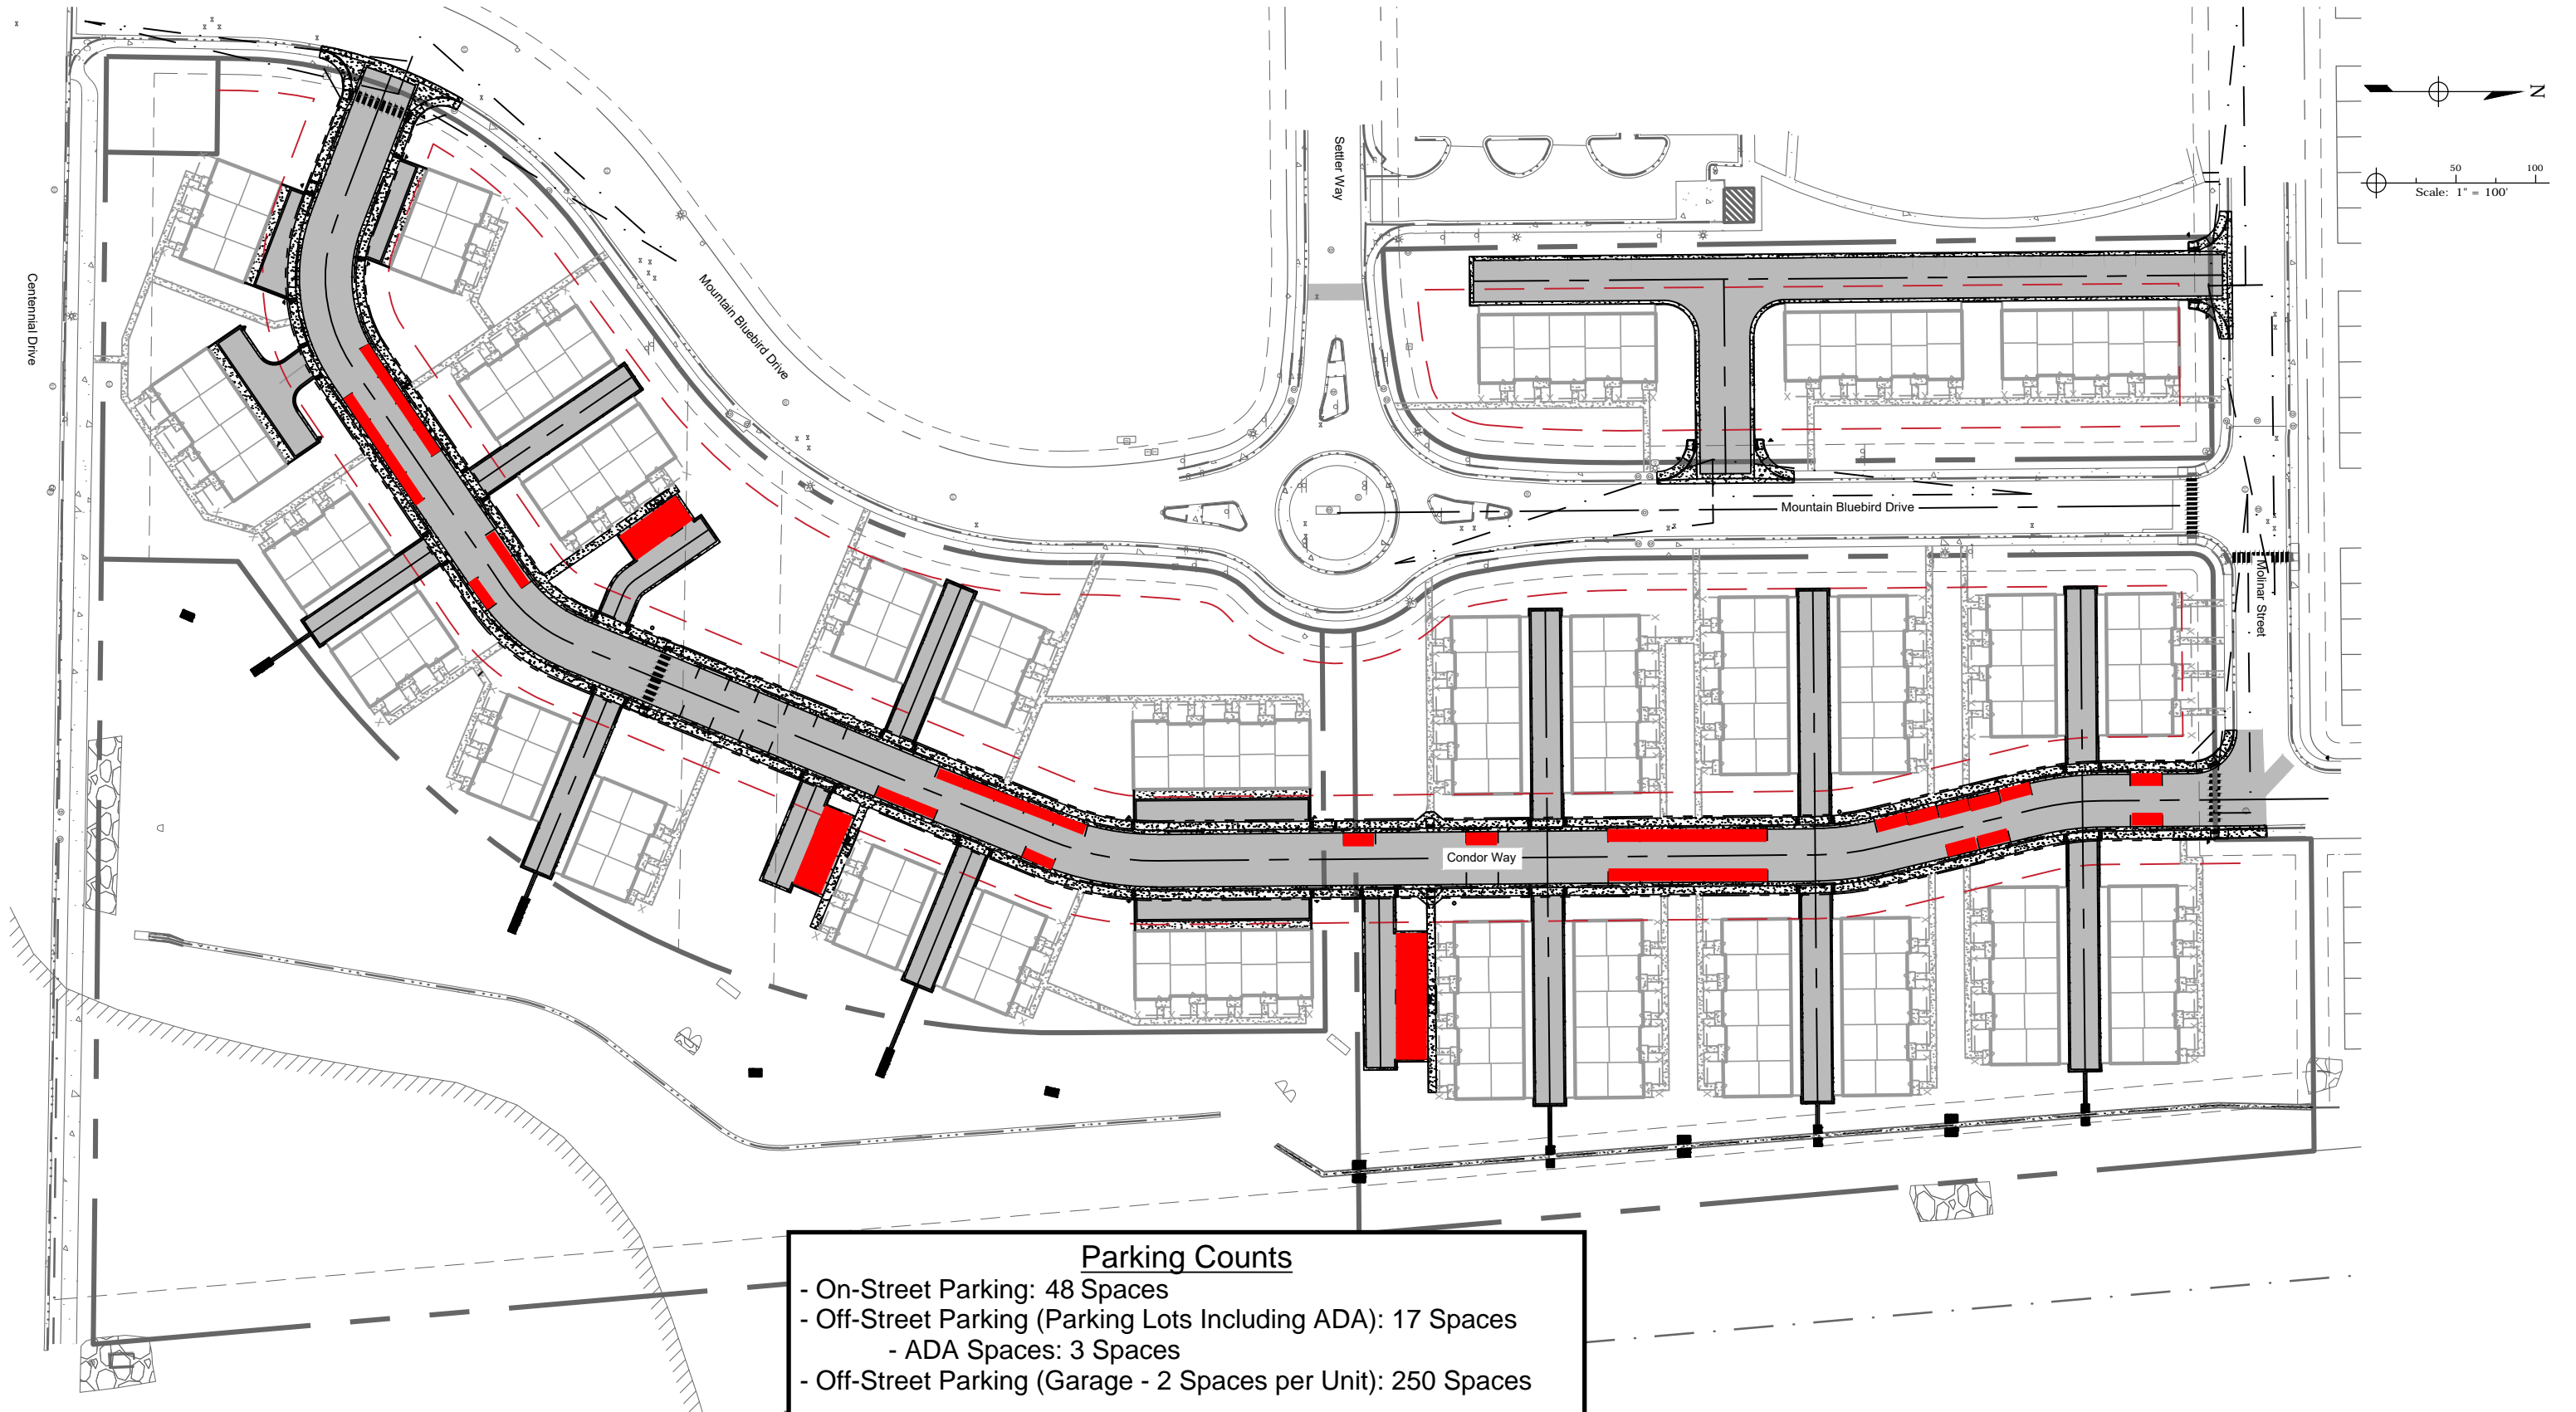 N
50
100
Scale: 1" = 100'
Settler Way
Centennial Drive
Mountain Bluebird Drive
Mountain Bluebird Drive
Molinar Street
Condor Way
Parking Counts
- On-Street Parking: 48 Spaces
- Off-Street Parking (Parking Lots Including ADA): 17 Spaces
- ADA Spaces: 3 Spaces
- Off-Street Parking (Garage - 2 Spaces per Unit): 250 Spaces